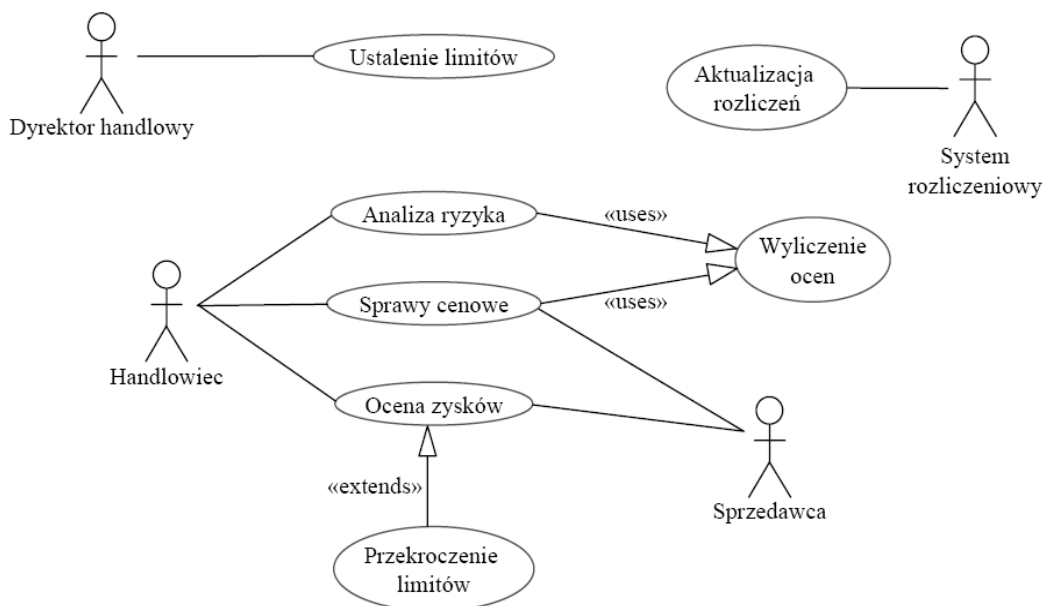 Ustalenie limitów
Aktualizacja
rozliczeń
Dyrektor handlowy
System
rozliczeniowy
Analiza ryzyka
«uses»
Wyliczenie
ocen
Sprawy cenowe
«uses»
Handlowiec
Ocena zysków
«extends»
Sprzedawca
Przekroczenie
limitów